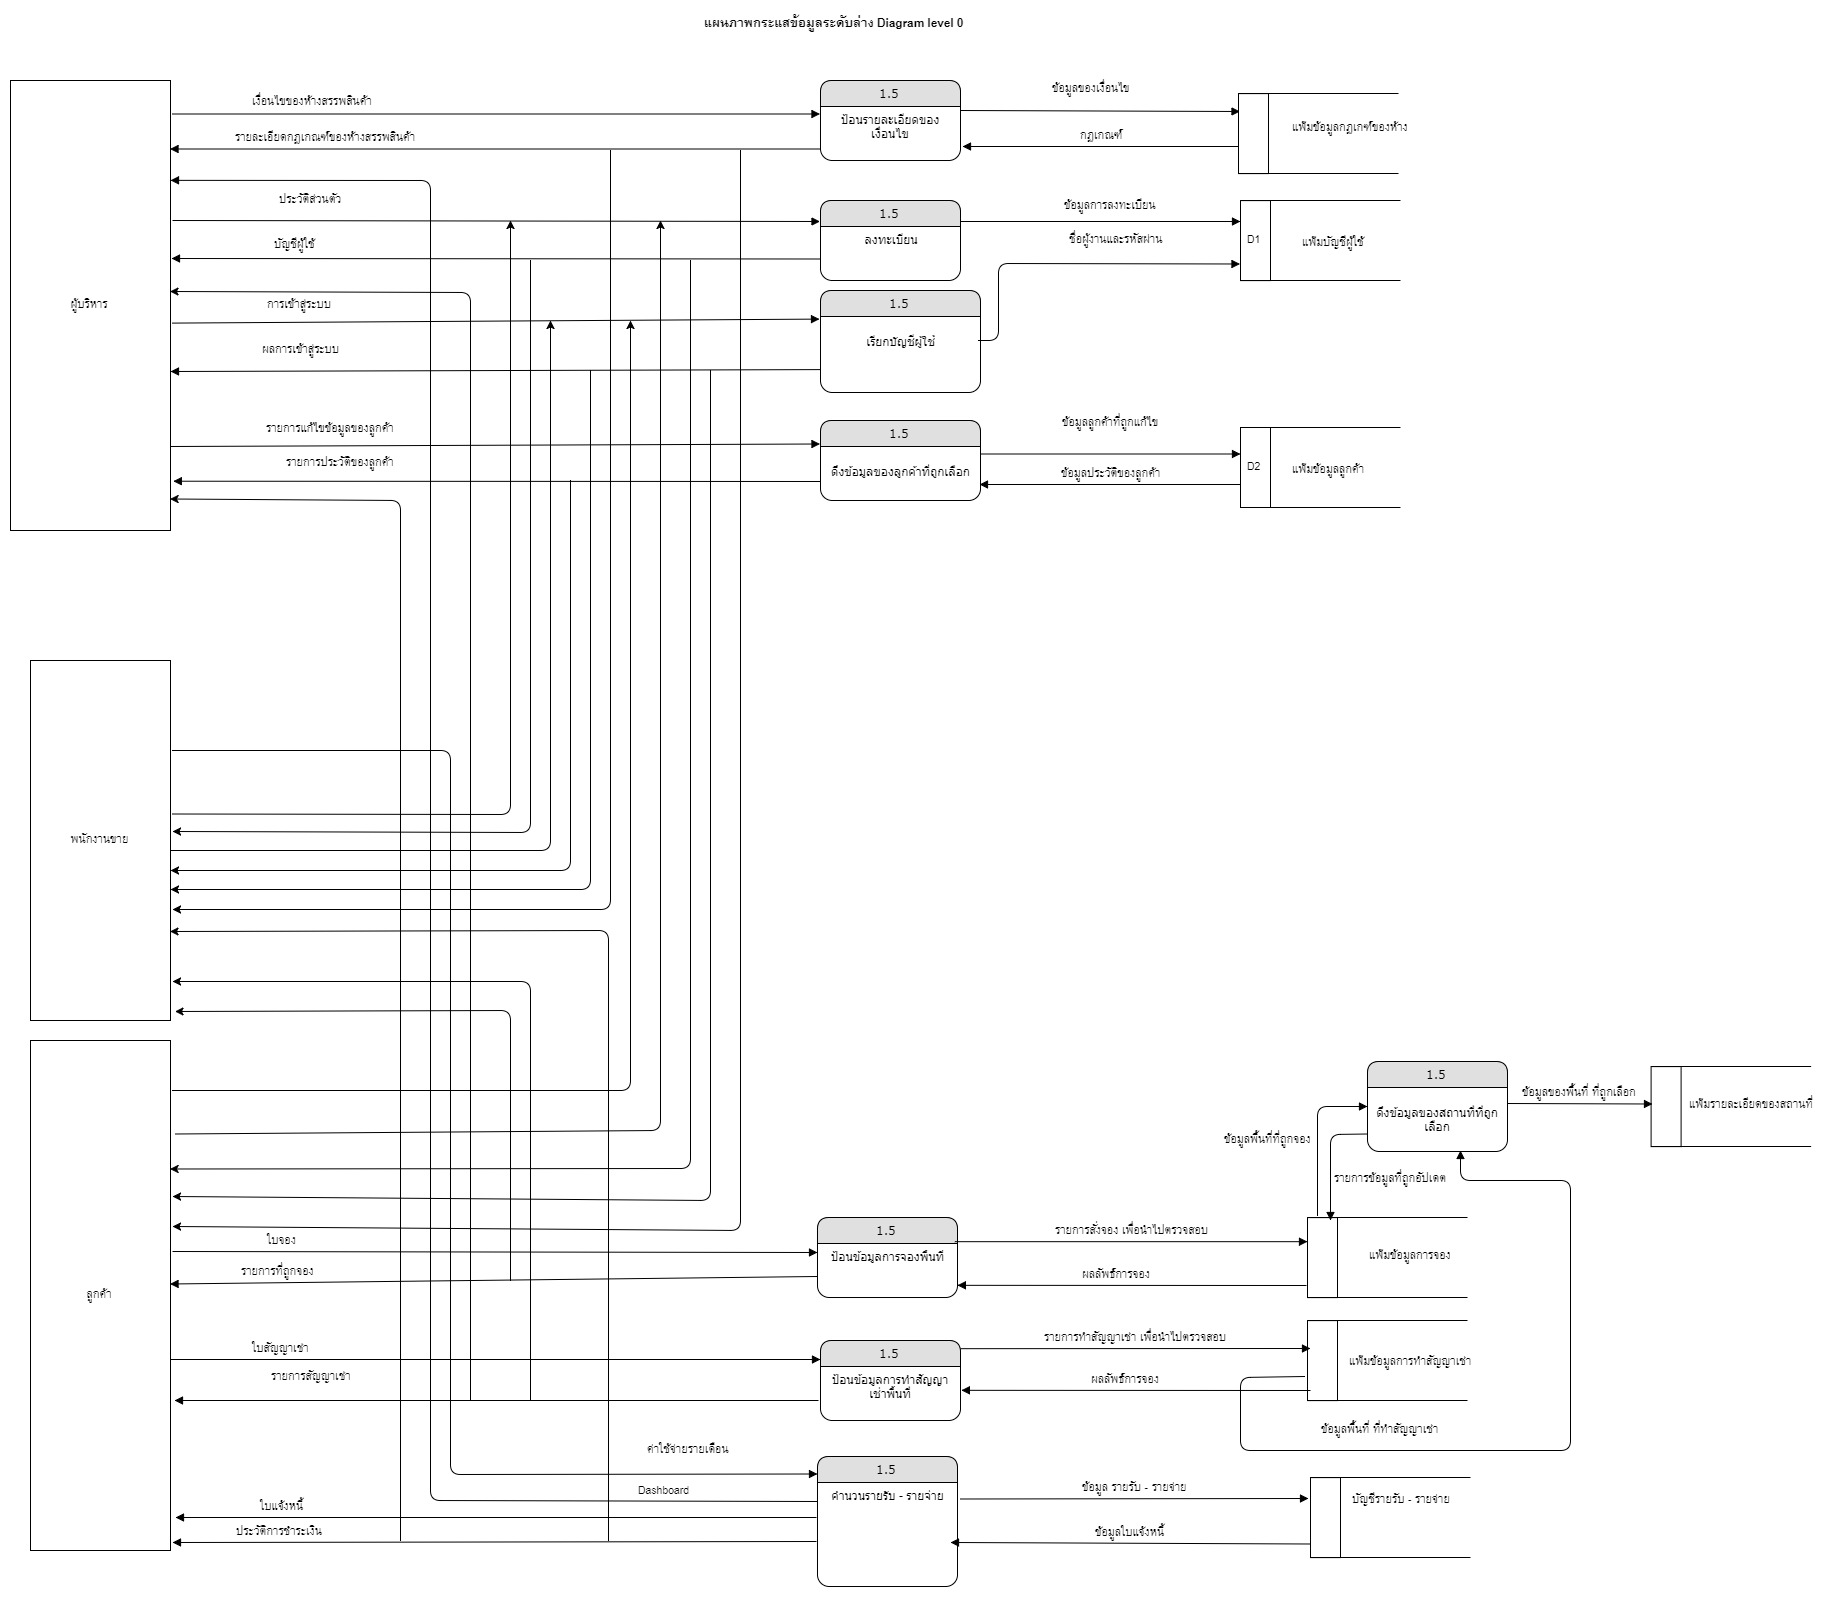 แผนภาพกระแสข้อมูลระดับล่าง Diagram level 0
เงื่อนไขของห้างสรรพสินค้า
1.5
ป้อนรายละเอียดของ
เงื่อนไข
ข้อมูลของเงื่อนไข
แฟ้มข้อมูลกฎเกฑ์ของห้าง
รายละเอียดกฎเกณฑ์ของห้างสรรพสินค้า
กฎเกณฑ์
ประวัติส่วนตัว
1.5
ลงทะเบียน
ข้อมูลการลงทะเบียน
D1
แฟ้มบัญชีผู้ใช้
บัญชีผู้ใช้
ชื่อผู้งานและรหัสผ่าน
ผู้บริหาร
การเข้าสู่ระบบ
1.5
เรียกบัญชีผู้ใช้
ผลการเข้าสู่ระบบ
รายการแก้ไขข้อมูลของลูกค้า
1.5
ดึงข้อมูลของลูกค้าที่ถูกเลือก
ข้อมูลลูกค้าที่ถูกแก้ไข
D2
แฟ้มข้อมูลลูกค้า
รายการประวัติของลูกค้า
ข้อมูลประวัติของลูกค้า
พนักงานขาย
1.5
ดึงข้อมูลของสถานที่ที่ถูก
เลือก
ข้อมูลของพื้นที่ ที่ถูกเลือก
แฟ้มรายละเอียดของสถานที่
ข้อมูลพื้นที่ที่ถูกจอง
รายการข้อมูลที่ถูกอัปเดต
ลูกค้า
ใบจอง
1.5
ป้อนข้อมูลการจองพื้นที่
รายการสั่งจอง เพื่อนำไปตรวจสอบ
แฟ้มข้อมูลการจอง
รายการที่ถูกจอง
ผลลัพธ์การจอง
ใบสัญญาเช่า
1.5
ป้อนข้อมูลการทำสัญญา
เช่าพื้นที่
รายการทำสัญญาเช่า เพื่อนำไปตรวจสอบ
แฟ้มข้อมูลการทำสัญญาเช่า
รายการสัญญาเช่า
ผลลัพธ์การจอง
ข้อมูลพื้นที่ ที่ทำสัญญาเช่า
ค่าใช้จ่ายรายเดือน
1.5
คำนวนรายรับ - รายจ่าย
Dashboard
ข้อมูล รายรับ - รายจ่าย
บัญชีรายรับ - รายจ่าย
ใบแจ้งหนี้
ประวัติการชำระเงิน
ข้อมูลใบแจ้งหนี้